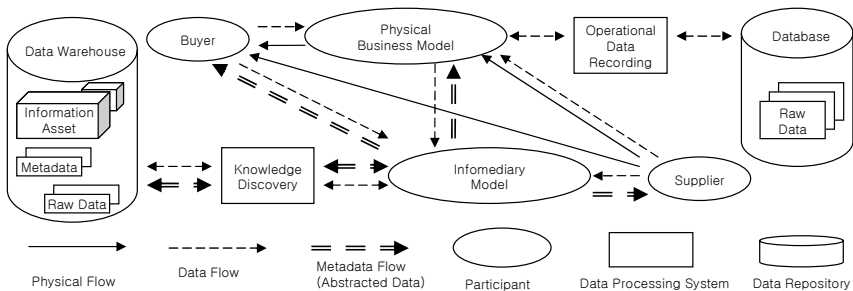 Data Warehouse
Information
Asset
Metadata
Raw Data
Buyer
Physical
Business Model
Operational
Data
Recording
Database
Raw
Data
Knowledge
Discovery
Infomediary
Model
Supplier
Physical Flow
Data Flow
Metadata Flow
(Abstracted Data)
Participant
Data Processing System
Data Repository